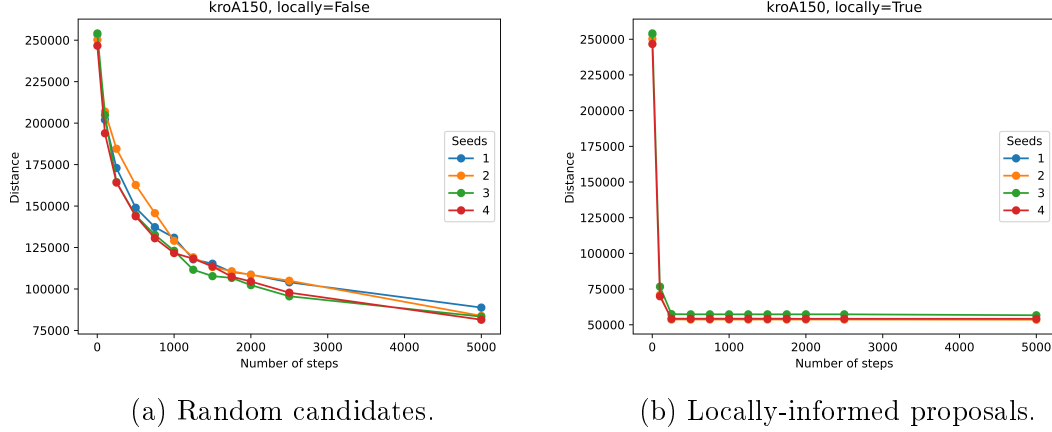 kroA150, locally=False
250000
225000
200000
175000
150000
125000
100000
75000
Distance
Seeds
1
2
3
4
0 1000 2000 3000 4000 5000
Number of steps
(a) Random candidates.
kroA150, locally=True
250000
225000
200000
175000
150000
125000
100000
75000
50000
Distance
Seeds
1
2
3
4
0 1000 2000 3000 4000 5000
Number of steps
(b) Locally-informed proposals.